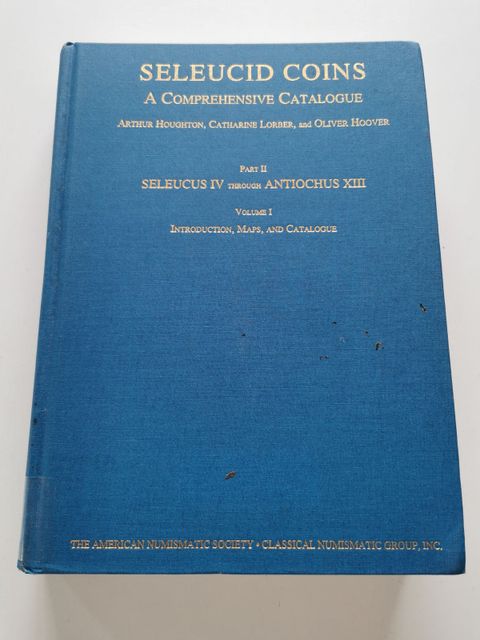 SELEUCID COINS
A COMPREHENSIVE CATALOGUE
ARTHUR HOUGHTON, CATHARINE LORBER, and OLIVER HOOVER
PART II
SELEUCUS IV THROUGH ANTIOCHUS XIII
VOLUME I
INTRODUCTION, MAPS, AND CATALOGUE
THE AMERICAN NUMISMATIC SOCIETY • CLASSICAL NUMISMATIC GROUP, INC.